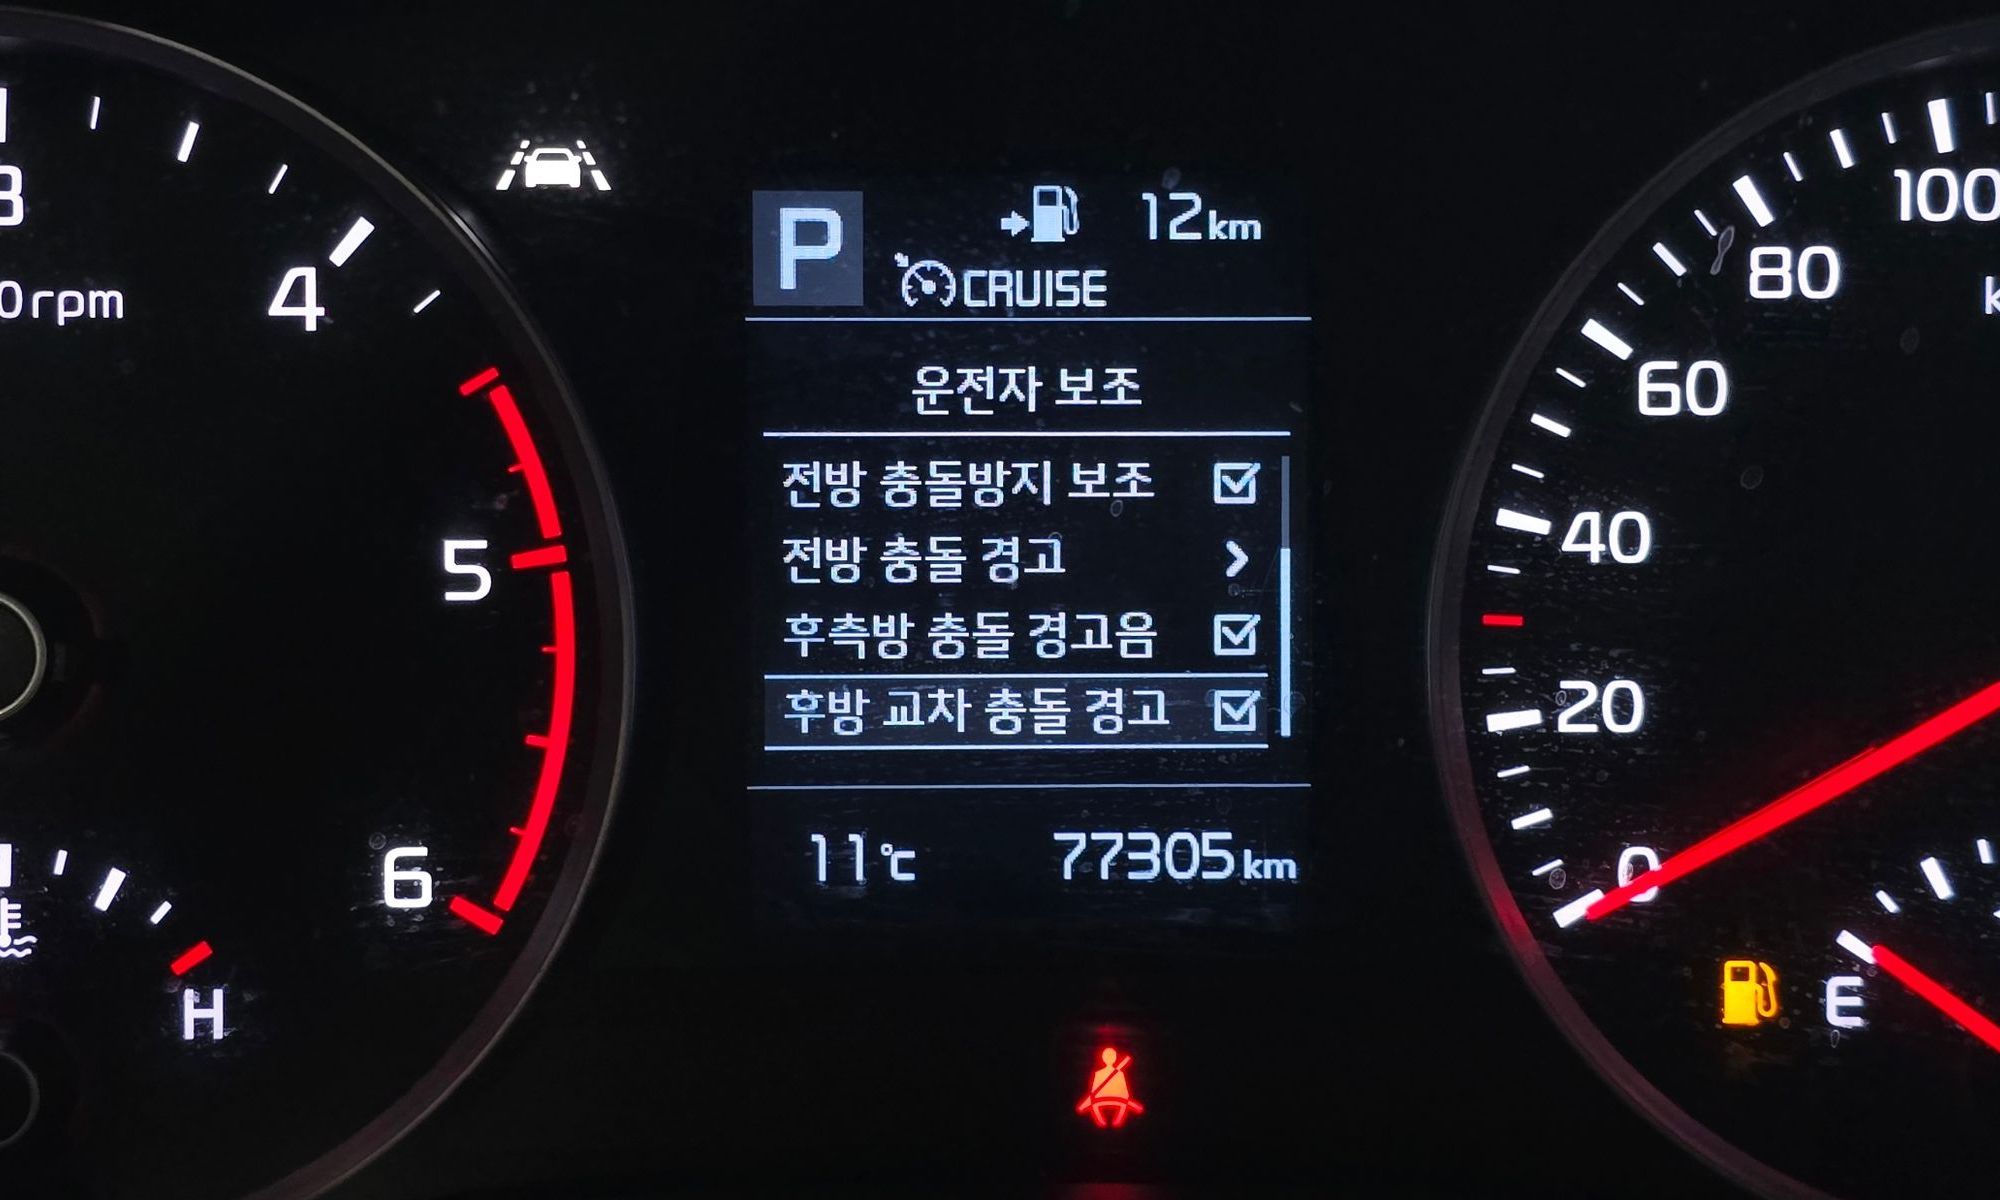 P
12km
CRUISE
운전자 보조
전방 충돌방지 보조
전방 충돌 경고
후측방 충돌 경고음
후방 교차 충돌 경고
11℃
77305km
3
4
0rpm
5
6
H
100
80
60
40
20
0
E